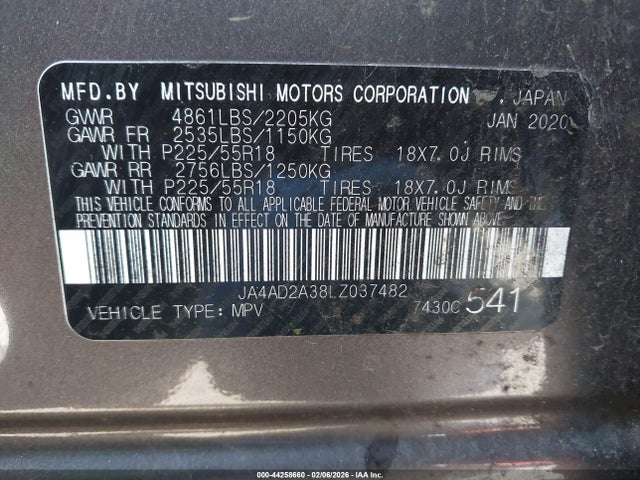 MFD.BY MITSUBISHI MOTORS CORPORATION , JAPAN
GVWR 4861LBS/2205KG JAN 2020
GAWR FR 2535LBS/1150KG
WITH P225/55R18 TIRES 18X7.0J RIMS
GAWR RR 2756LBS/1250KG
WITH P225/55R18 TIRES 18X7.0J RIMS
THIS VEHICLE CONFORMS TO ALL APPLICABLE FEDERAL MOTOR VEHICLE SAFETY AND THEFT
PREVENTION STANDARDS IN EFFECT ON THE DATE OF MANUFACTURE SHOWN ABOVE.
JA4AD2A38LZ037482
VEHICLE TYPE: MPV 7430C 541
000-44258660 - 02/06/2026 - IAA Inc.